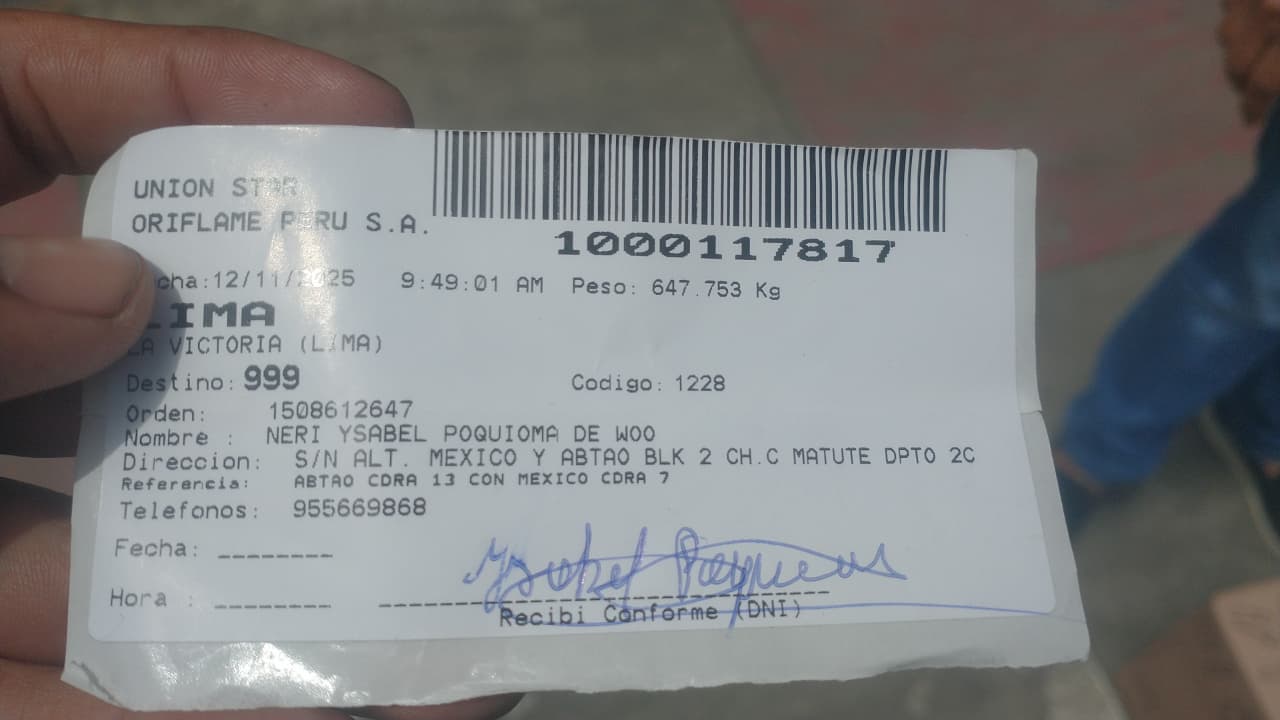 UNION STAR
ORIFLAME PERU S.A.
1000117817
cha:12/11/2025 9:49:01 AM Peso: 647.753 Kg
LIMA
LA VICTORIA (LIMA)
Destino: 999 Codigo: 1228
Orden: 1508612647
Nombre : NERI YSABEL POQUIOMA DE WOO
Direccion: S/N ALT. MEXICO Y ABTAO BLK 2 CH.C MATUTE DPTO 2C
Referencia: ABTAO CDRA 13 CON MEXICO CDRA 7
Telefonos: 955669868
Fecha: --------
Hora : --------
Ysabel
Recibi Conforme (DNI)